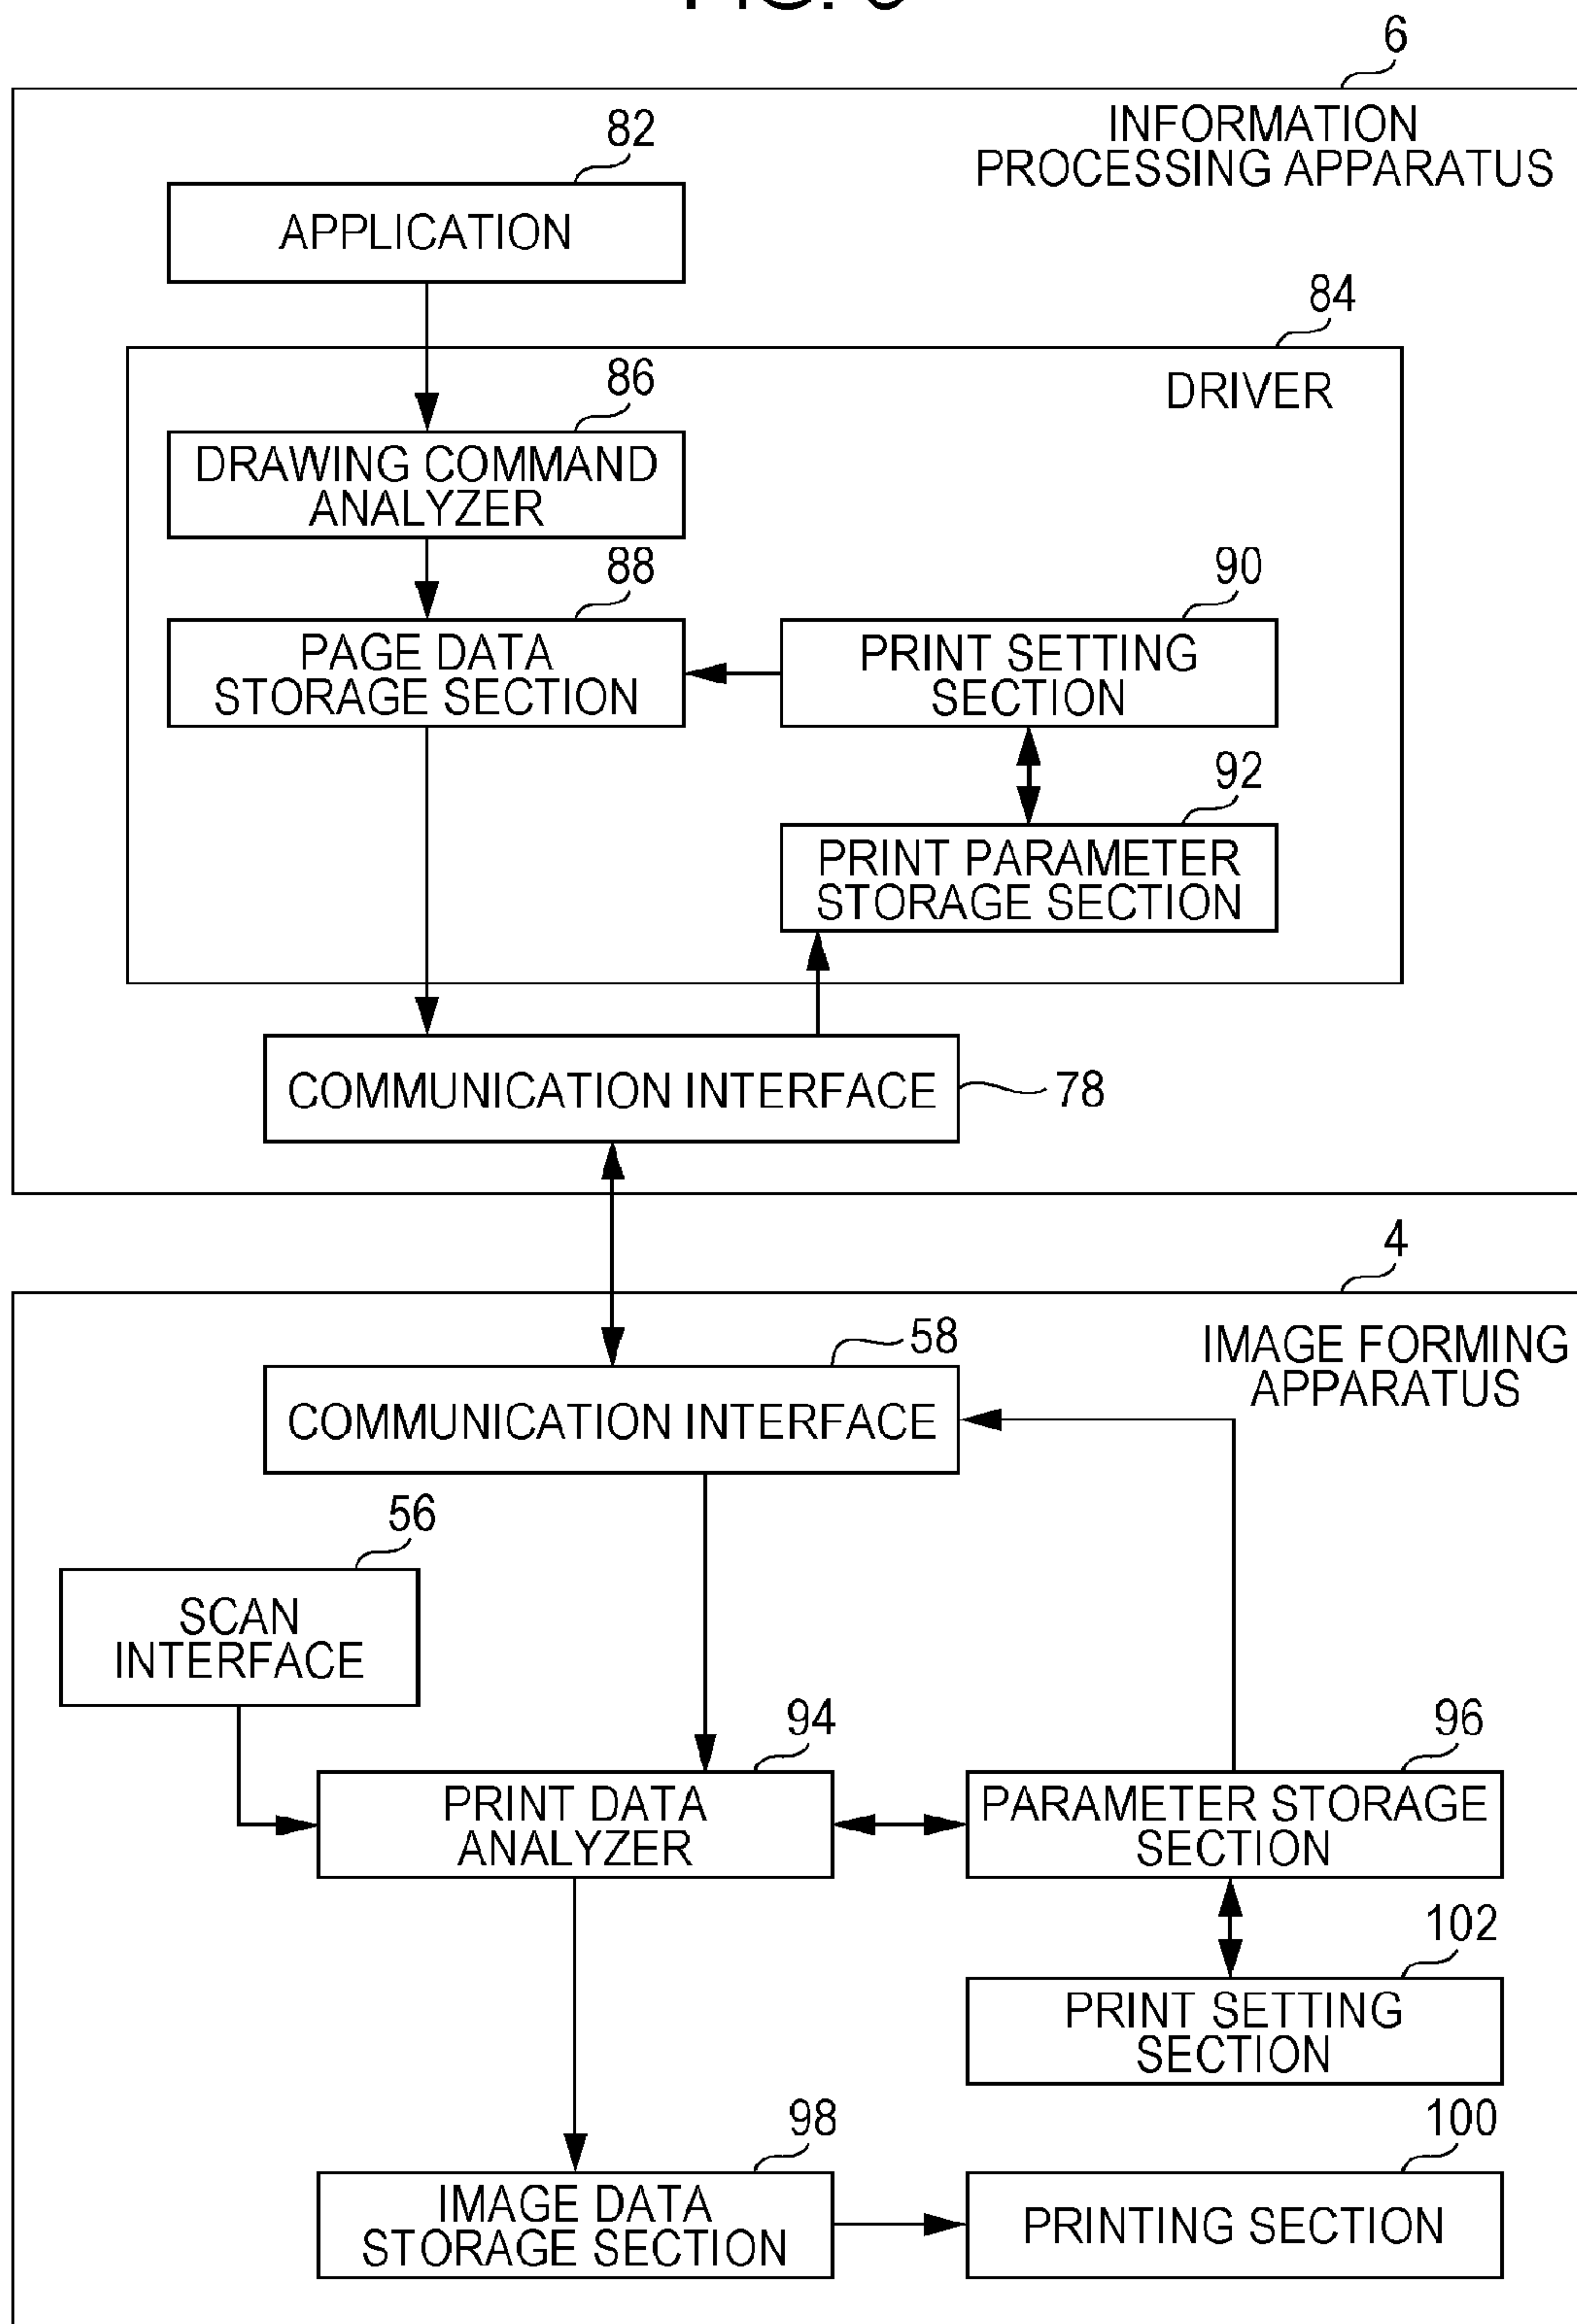 6
INFORMATION
PROCESSING APPARATUS
82
APPLICATION
84
DRIVER
86
DRAWING COMMAND
ANALYZER
88
PAGE DATA
STORAGE SECTION
90
PRINT SETTING
SECTION
92
PRINT PARAMETER
STORAGE SECTION
COMMUNICATION INTERFACE
78
4
IMAGE FORMING
APPARATUS
58
COMMUNICATION INTERFACE
56
SCAN
INTERFACE
94
PRINT DATA
ANALYZER
96
PARAMETER STORAGE
SECTION
102
PRINT SETTING
SECTION
98
IMAGE DATA
STORAGE SECTION
100
PRINTING SECTION